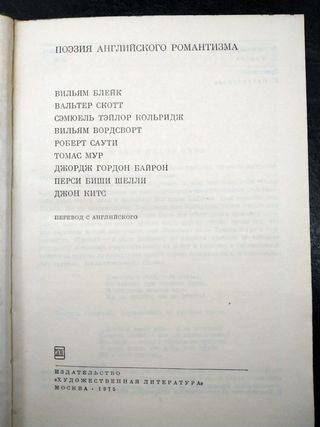 ПОЭЗИЯ АНГЛИЙСКОГО РОМАНТИЗМА
ВИЛЬЯМ БЛЕЙК
ВАЛЬТЕР СКОТТ
СЭМЮЕЛЬ ТЭЙЛОР КОЛЬРИДЖ
ВИЛЬЯМ ВОРДСВОРТ
РОБЕРТ САУТИ
ТОМАС МУР
ДЖОРДЖ ГОРДОН БАЙРОН
ПЕРСИ БИШИ ШЕЛЛИ
ДЖОН КИТС
ПЕРЕВОД С АНГЛИЙСКОГО
ИЗДАТЕЛЬСТВО
«ХУДОЖЕСТВЕННАЯ ЛИТЕРАТУРА»
МОСКВА · 1975